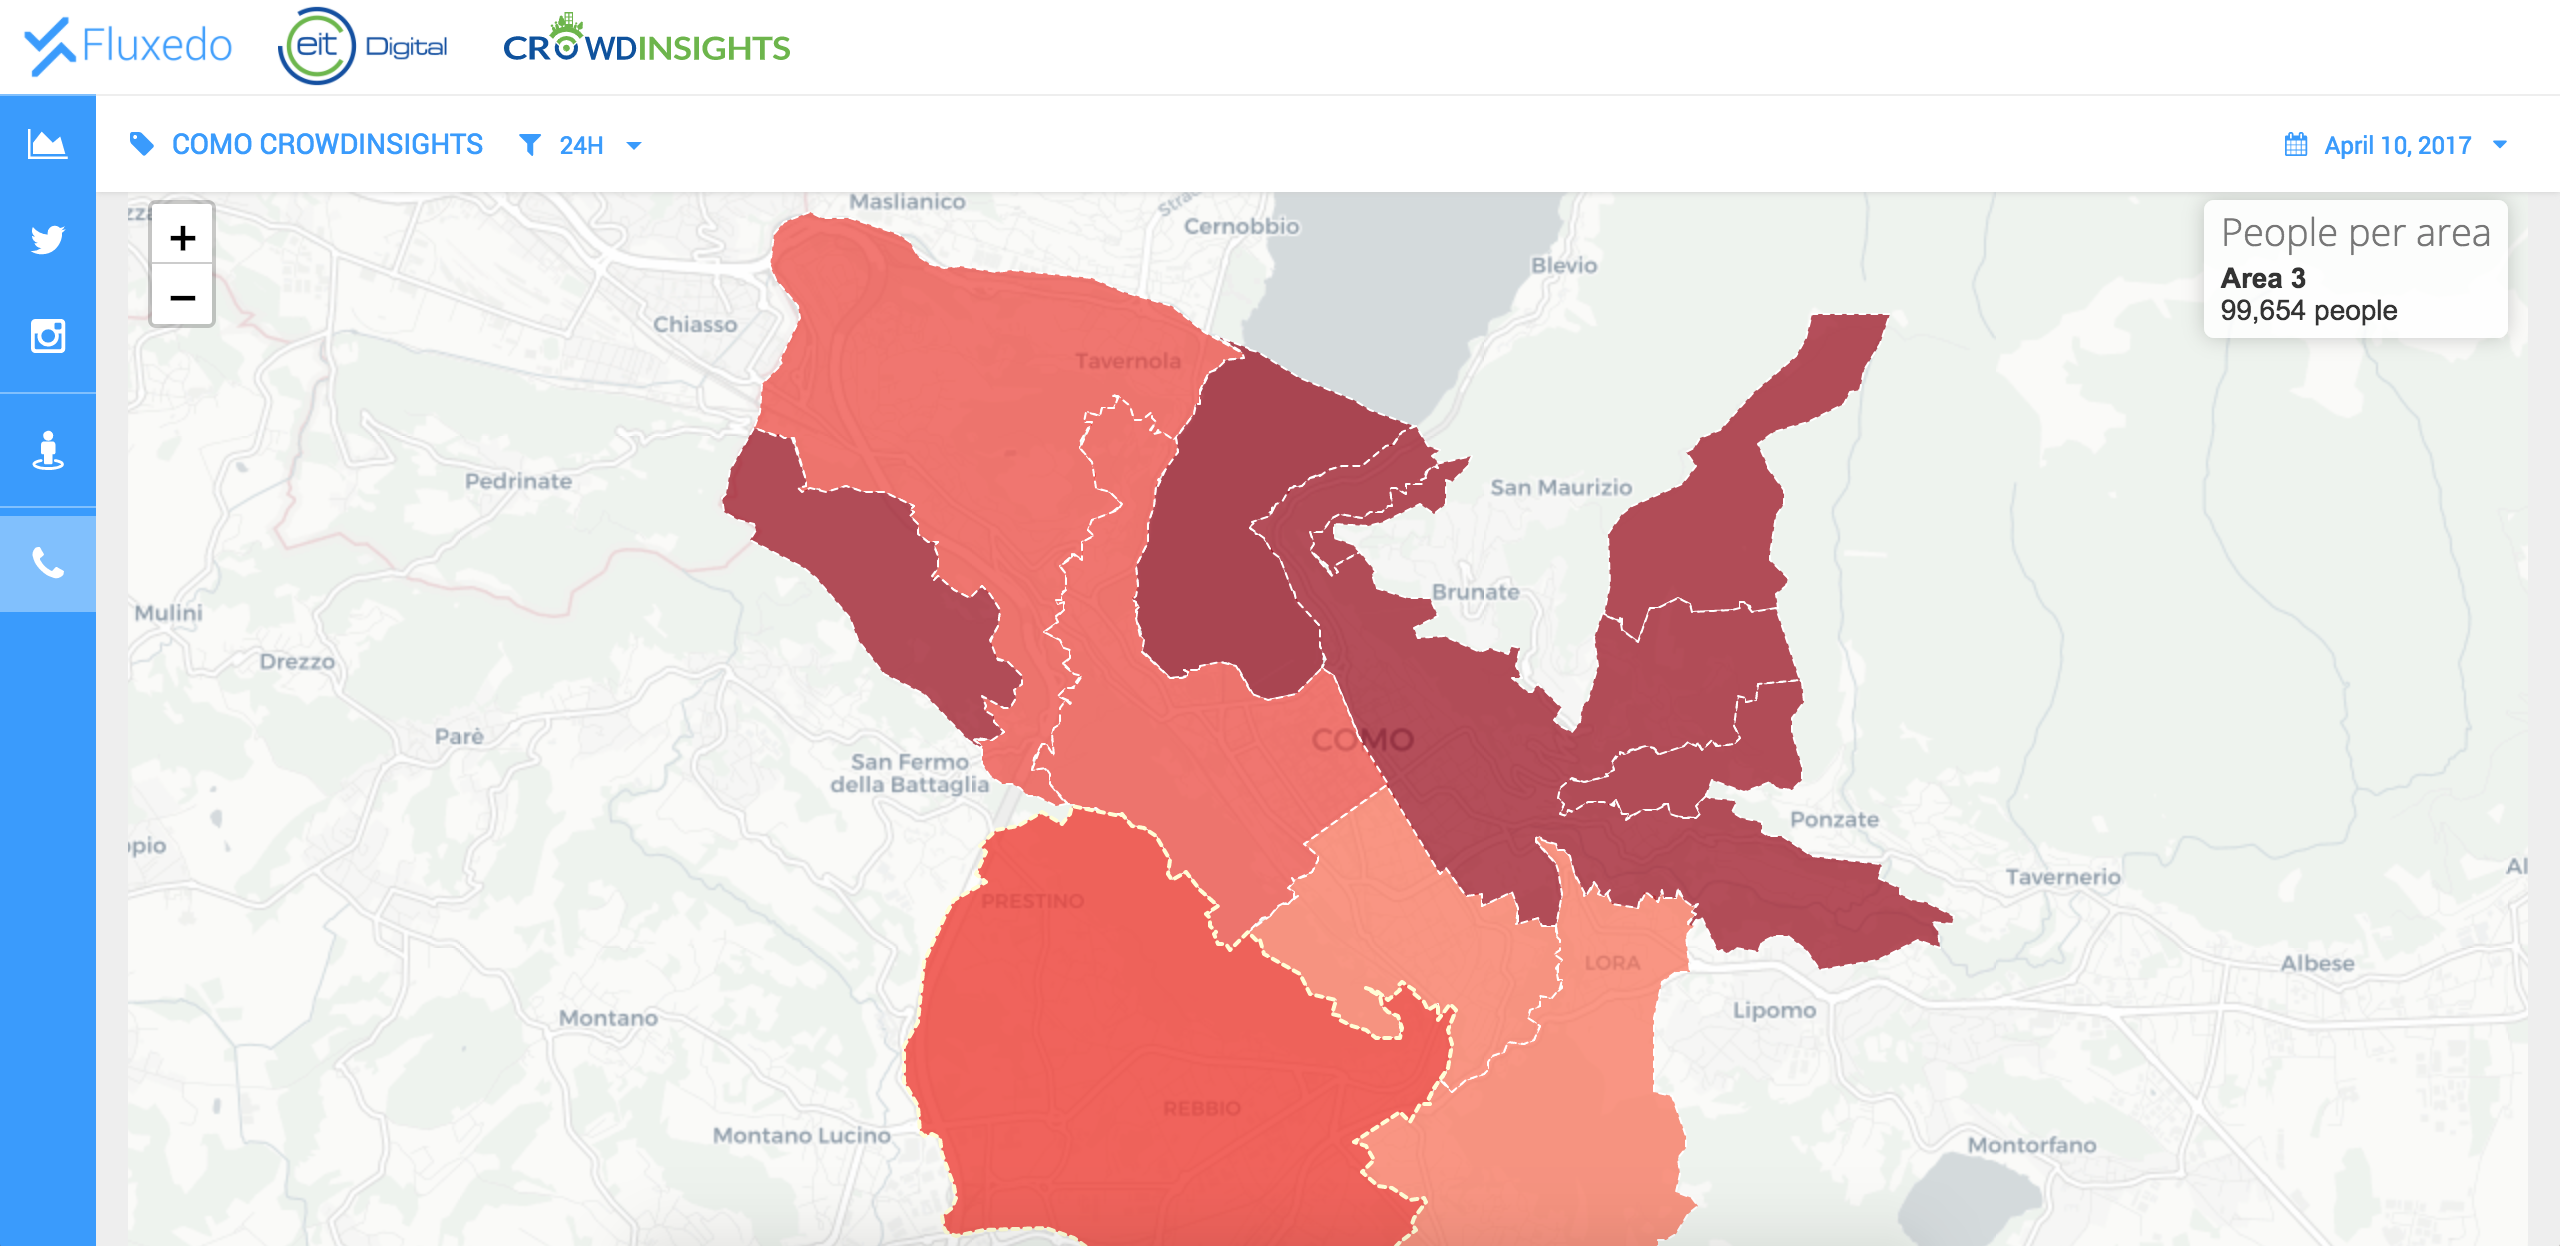 Fluxedo
eit Digital
CROWDINSIGHTS
COMO CROWDINSIGHTS
24H
April 10, 2017
+
−
People per area
Area 3
99,654 people
Maslianico
Cernobbio
Blevio
Chiasso
Tavernola
Pedrinate
San Maurizio
Brunate
Mulini
Drezzo
Parè
COMO
San Fermo
della Battaglia
Ponzate
Tavernerio
PRESTINO
LORA
Albese
Lipomo
Montano
REBBIO
Montano Lucino
Montorfano